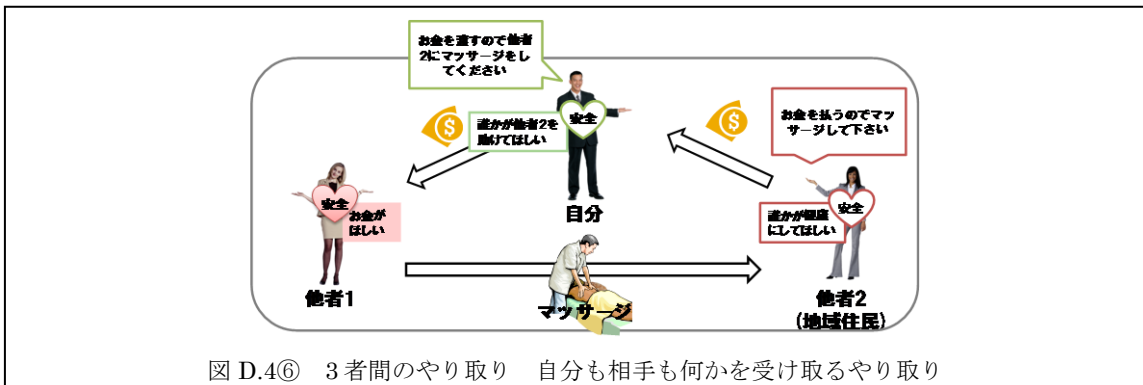 お金を渡すので他者
2にマッサージをし
てください
誰かが他者2を
助けてほしい
安全
お金を払うのでマッ
サージして下さい
安全
お金が
ほしい
自分
誰かが健康
にしてほしい
安全
他者1
マッサージ
他者2
(地域住民)
図 D.4⑥ 3者間のやり取り 自分も相手も何かを受け取るやり取り